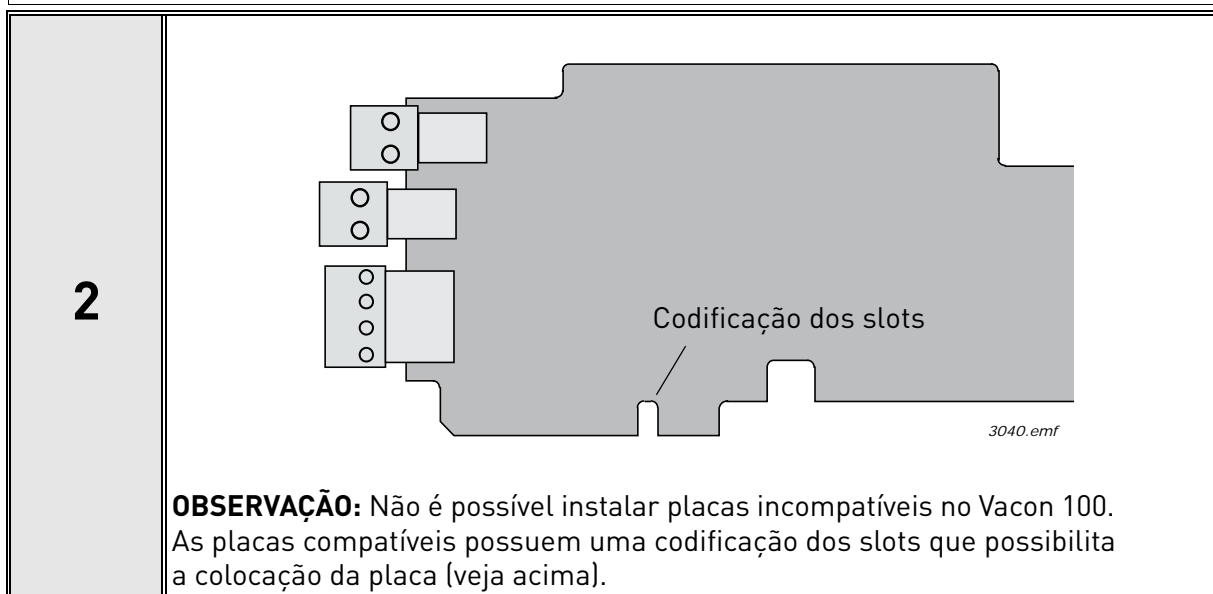 2
Codificação dos slots
3040.emf
OBSERVAÇÃO: Não é possível instalar placas incompatíveis no Vacon 100.
As placas compatíveis possuem uma codificação dos slots que possibilita
a colocação da placa (veja acima).